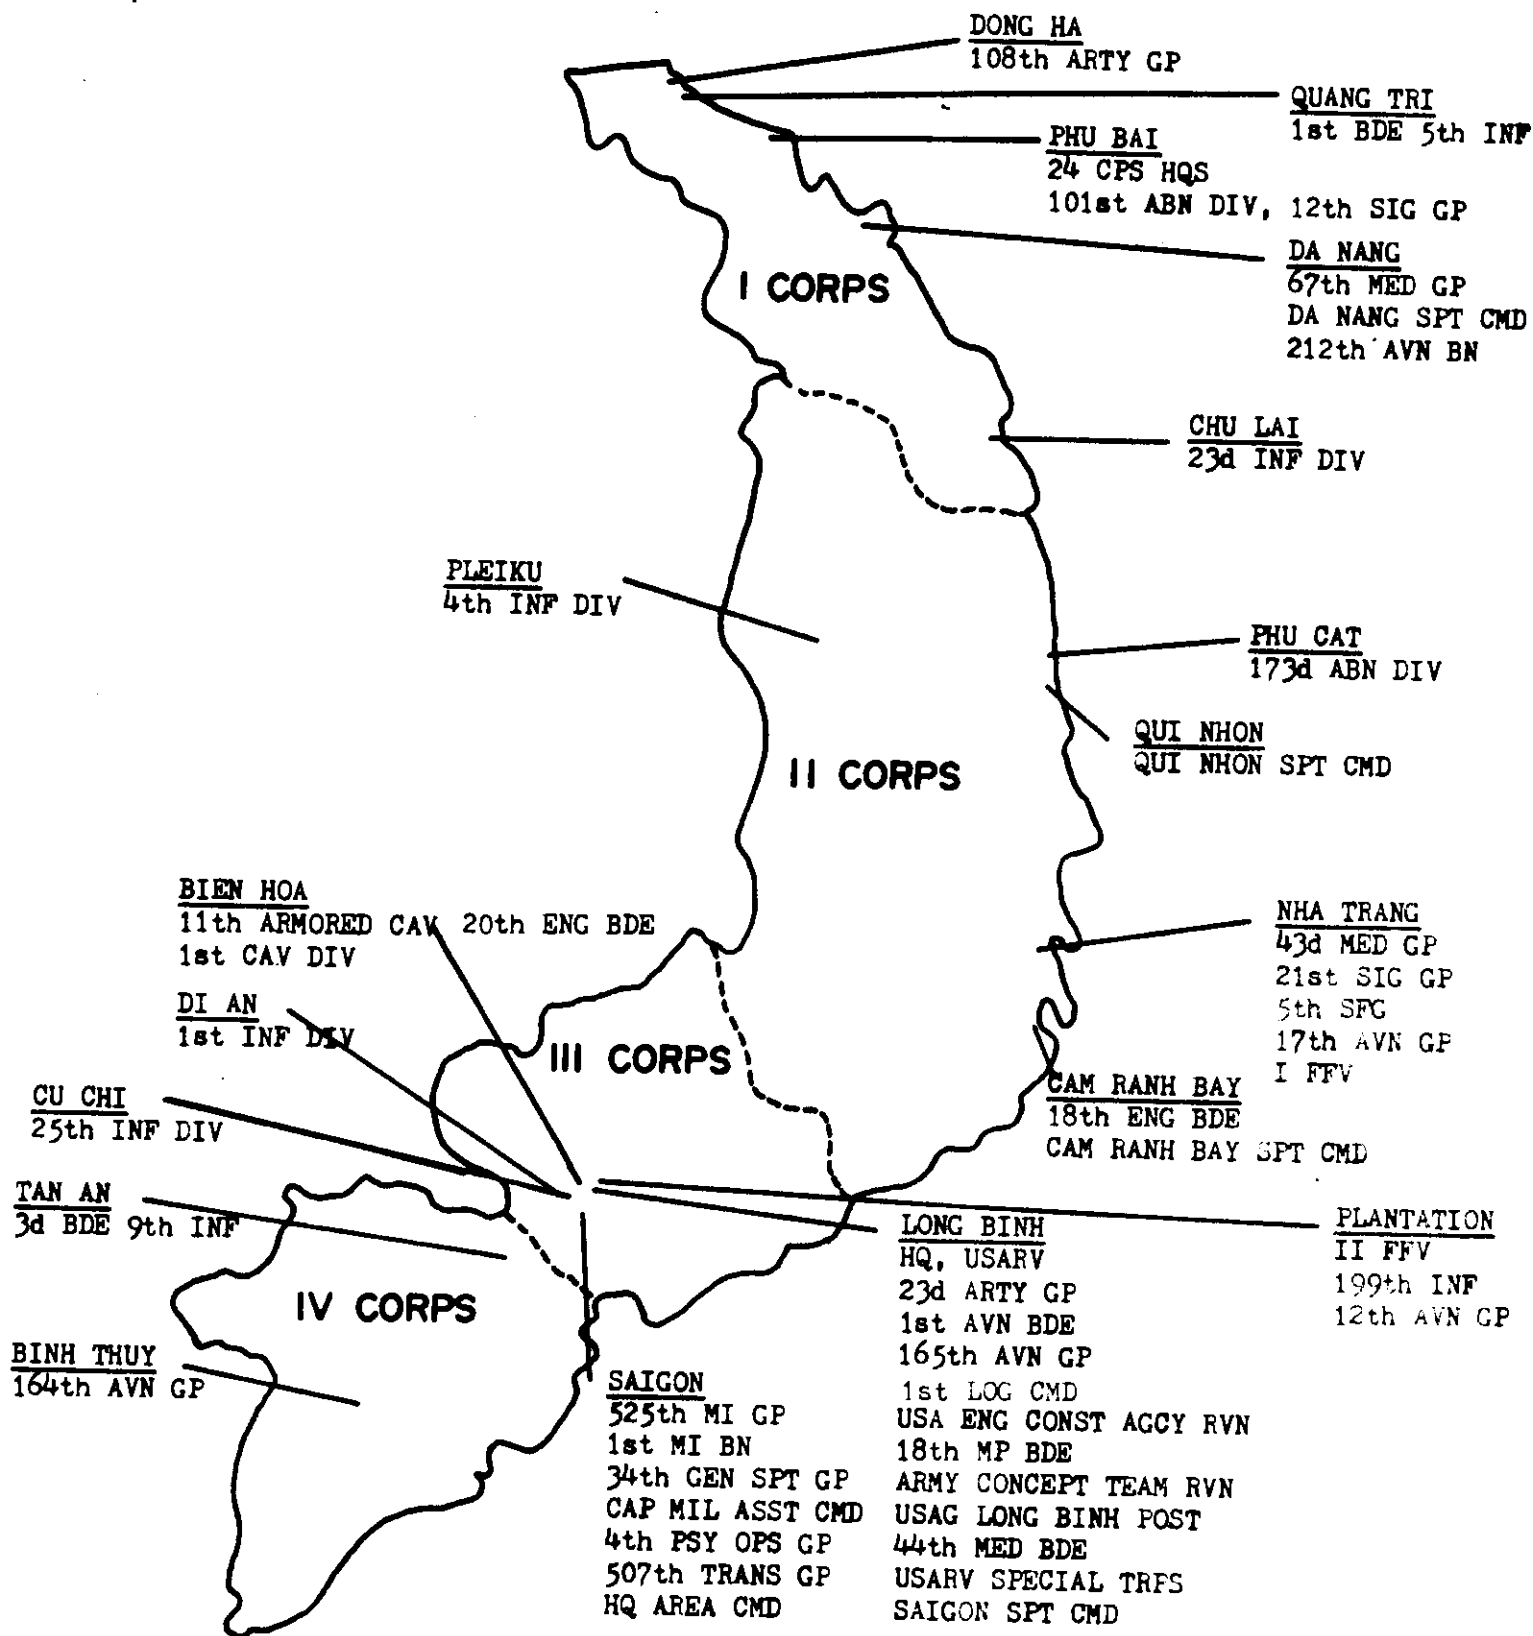 DONG HA
108th ARTY GP
QUANG TRI
1st BDE 5th INF
PHU BAI
24 CPS HQS
101st ABN DIV, 12th SIG GP
DA NANG
67th MED GP
DA NANG SPT CMD
212th AVN BN
I CORPS
CHU LAI
23d INF DIV
PLEIKU
4th INF DIV
PHU CAT
173d ABN DIV
QUI NHON
QUI NHON SPT CMD
II CORPS
BIEN HOA
11th ARMORED CAV 20th ENG BDE
1st CAV DIV
NHA TRANG
43d MED GP
21st SIG GP
5th SFG
17th AVN GP
I FFV
DI AN
1st INF DIV
III CORPS
CAM RANH BAY
18th ENG BDE
CAM RANH BAY SPT CMD
CU CHI
25th INF DIV
TAN AN
3d BDE 9th INF
IV CORPS
BINH THUY
164th AVN GP
SAIGON
525th MI GP
1st MI BN
34th GEN SPT GP
CAP MIL ASST CMD
4th PSY OPS GP
507th TRANS GP
HQ AREA CMD
LONG BINH
HQ, USARV
23d ARTY GP
1st AVN BDE
165th AVN GP
1st LOG CMD
USA ENG CONST AGCY RVN
18th MP BDE
ARMY CONCEPT TEAM RVN
USAG LONG BINH POST
44th MED BDE
USARV SPECIAL TRFS
SAIGON SPT CMD
PLANTATION
II FFV
199th INF
12th AVN GP